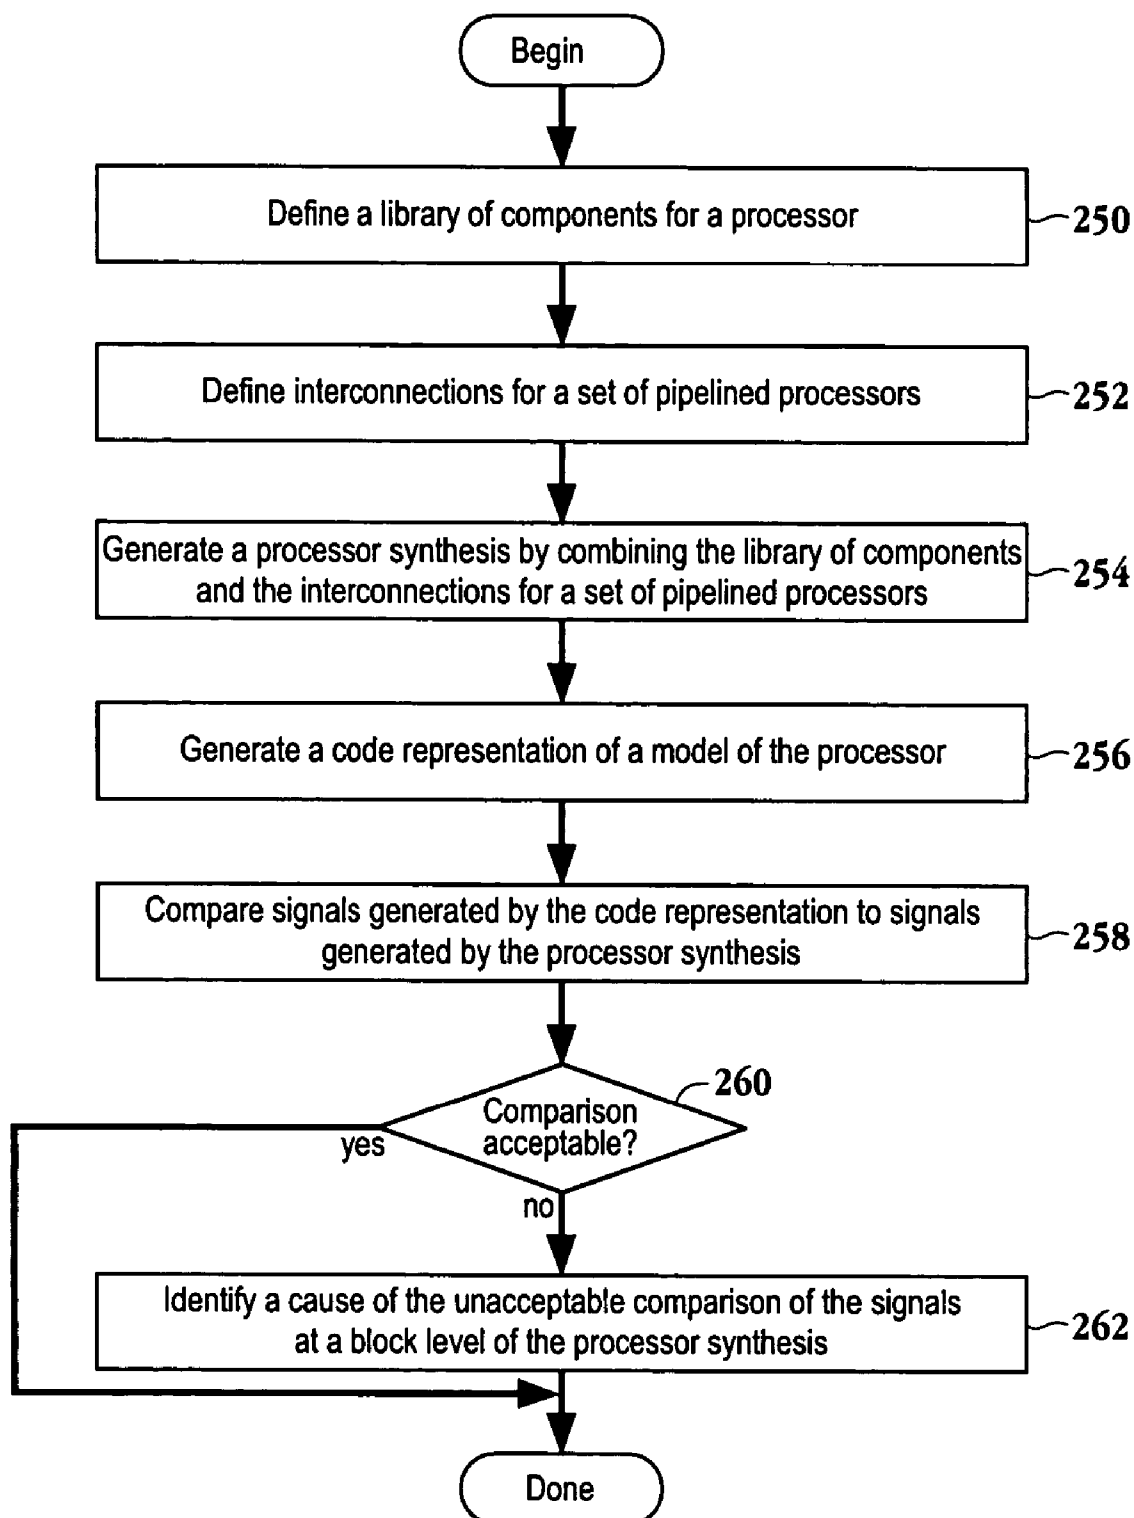 Begin
Define a library of components for a processor
250
Define interconnections for a set of pipelined processors
252
Generate a processor synthesis by combining the library of components
and the interconnections for a set of pipelined processors
254
Generate a code representation of a model of the processor
256
Compare signals generated by the code representation to signals
generated by the processor synthesis
258
260
Comparison
acceptable?
yes
no
Identify a cause of the unacceptable comparison of the signals
at a block level of the processor synthesis
262
Done